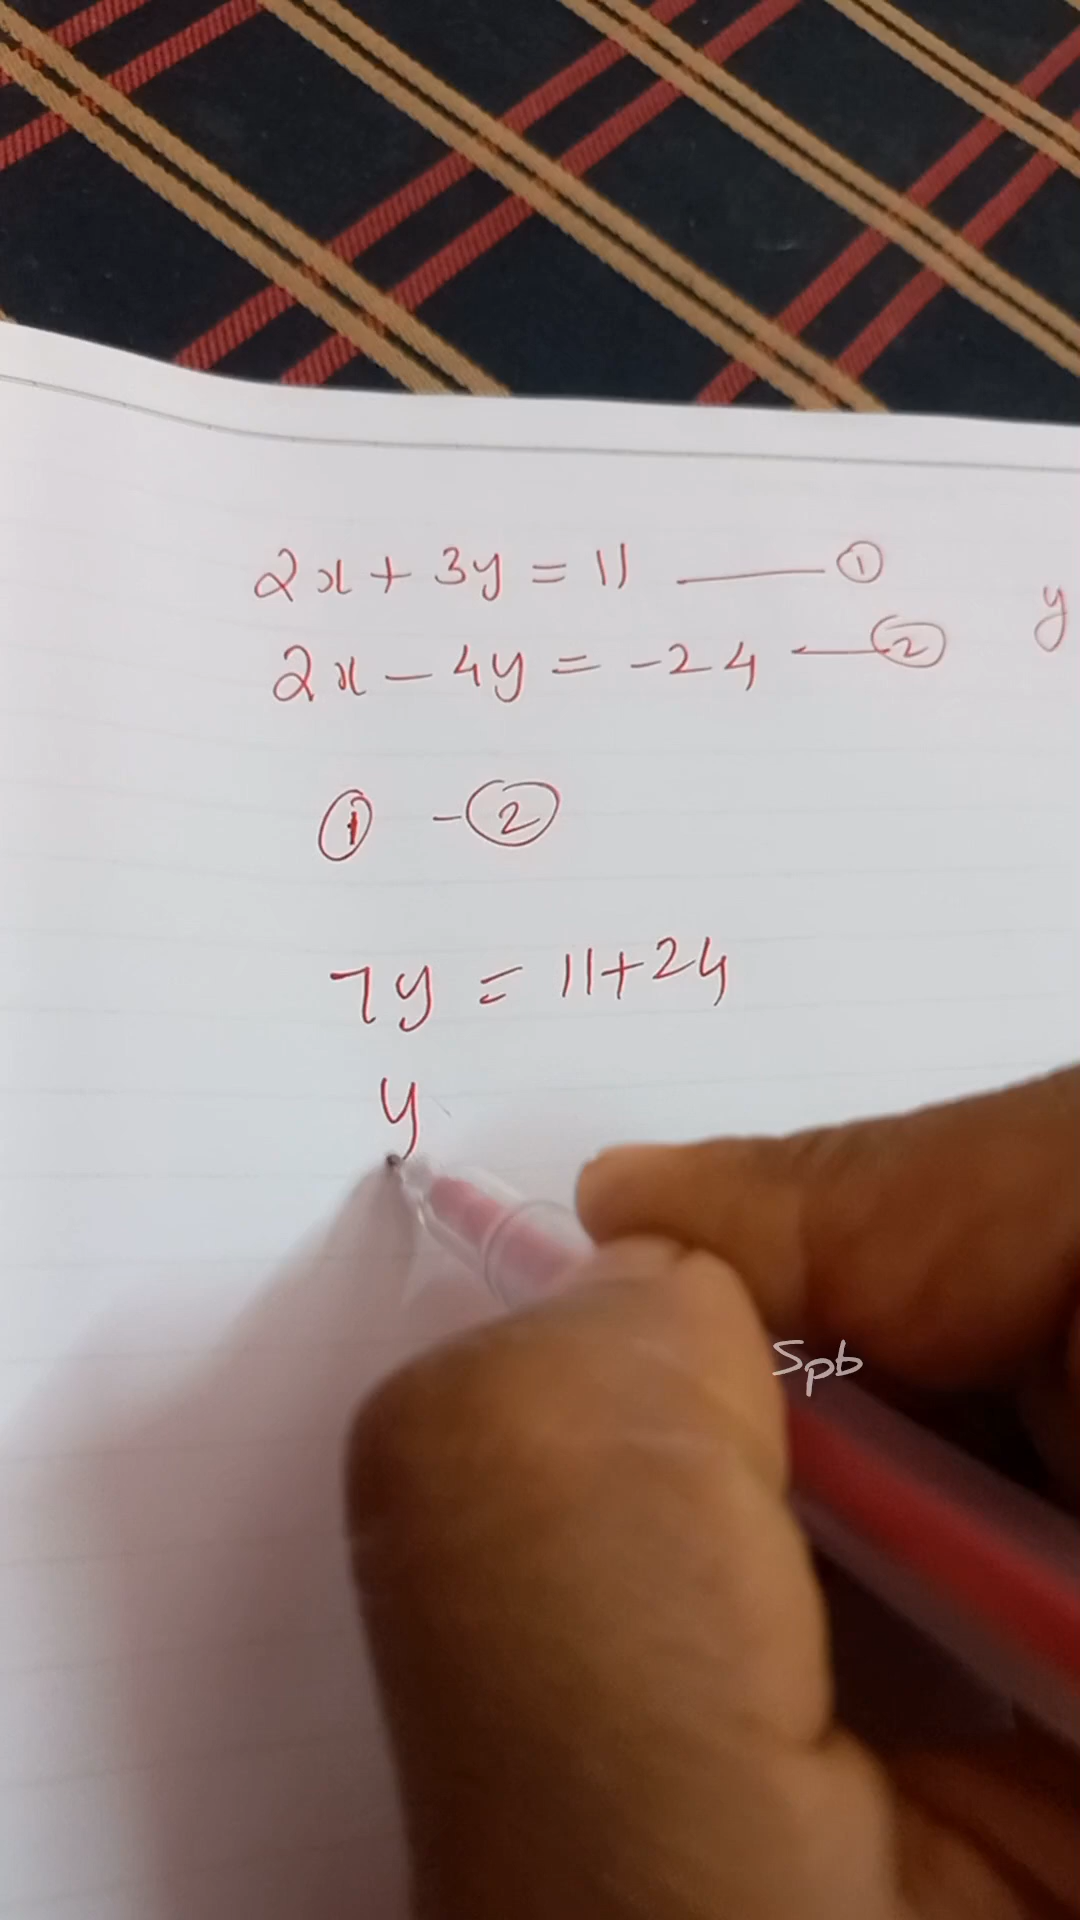 2x + 3y = 11 —— ①
2x - 4y = -24 —— ②
y
① - ②
7y = 11+24
y
Spb